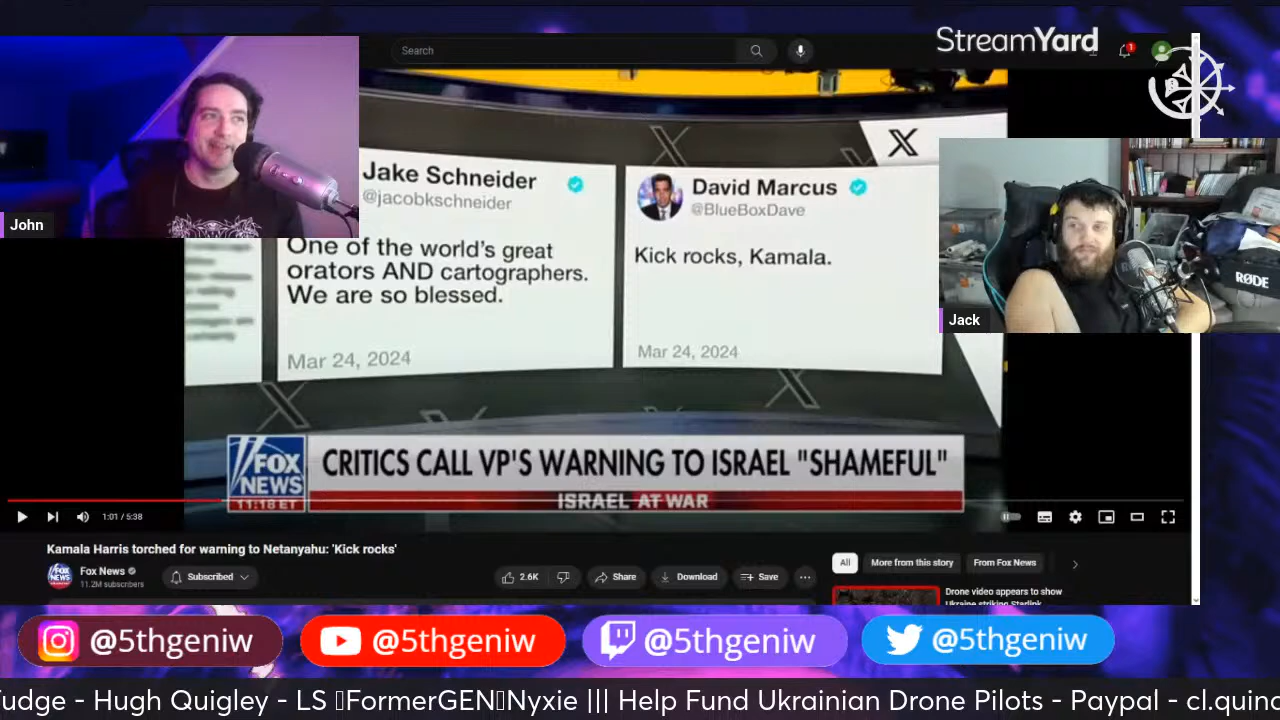 StreamYard
Search
1
John
Jake Schneider
@jacobkschneider
One of the world's great
orators AND cartographers.
We are so blessed.
Mar 24, 2024
X
David Marcus
@BlueBoxDave
Kick rocks, Kamala.
Mar 24, 2024
RØDE
Jack
FOX
NEWS
11:18 ET
CRITICS CALL VP'S WARNING TO ISRAEL "SHAMEFUL"
ISRAEL AT WAR
1:01 / 5:38
Kamala Harris torched for warning to Netanyahu: 'Kick rocks'
Fox News
11.2M subscribers
Subscribed
2.6K
Share
Download
Save
All
More from this story
From Fox News
Drone video appears to show
Ukraine striking Starlink
@5thgeniw
@5thgeniw
@5thgeniw
@5thgeniw
udge - Hugh Quigley - LS FormerGEN Nyxie ||| Help Fund Ukrainian Drone Pilots - Paypal - cl.quin